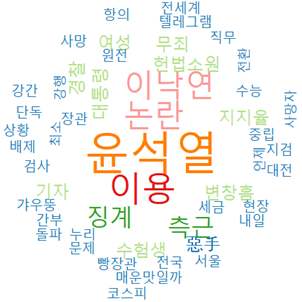 전세계
항의
텔레그램
사망
여성
무죄
직무
원전
경찰
헌법소원
전환
강행
대통령
이낙연
수능
강간
논란
단독
장관
지지율
사망자
상황
최소
중립
배제
윤석열
언제
지검
검사
대전
이용
기자
변창흠
징계
측근
세금
현장
갸우뚱
내일
간부
惡手
돌파
누리
수험생
문제
빵장관
전국
서울
매운맛일까
코스피